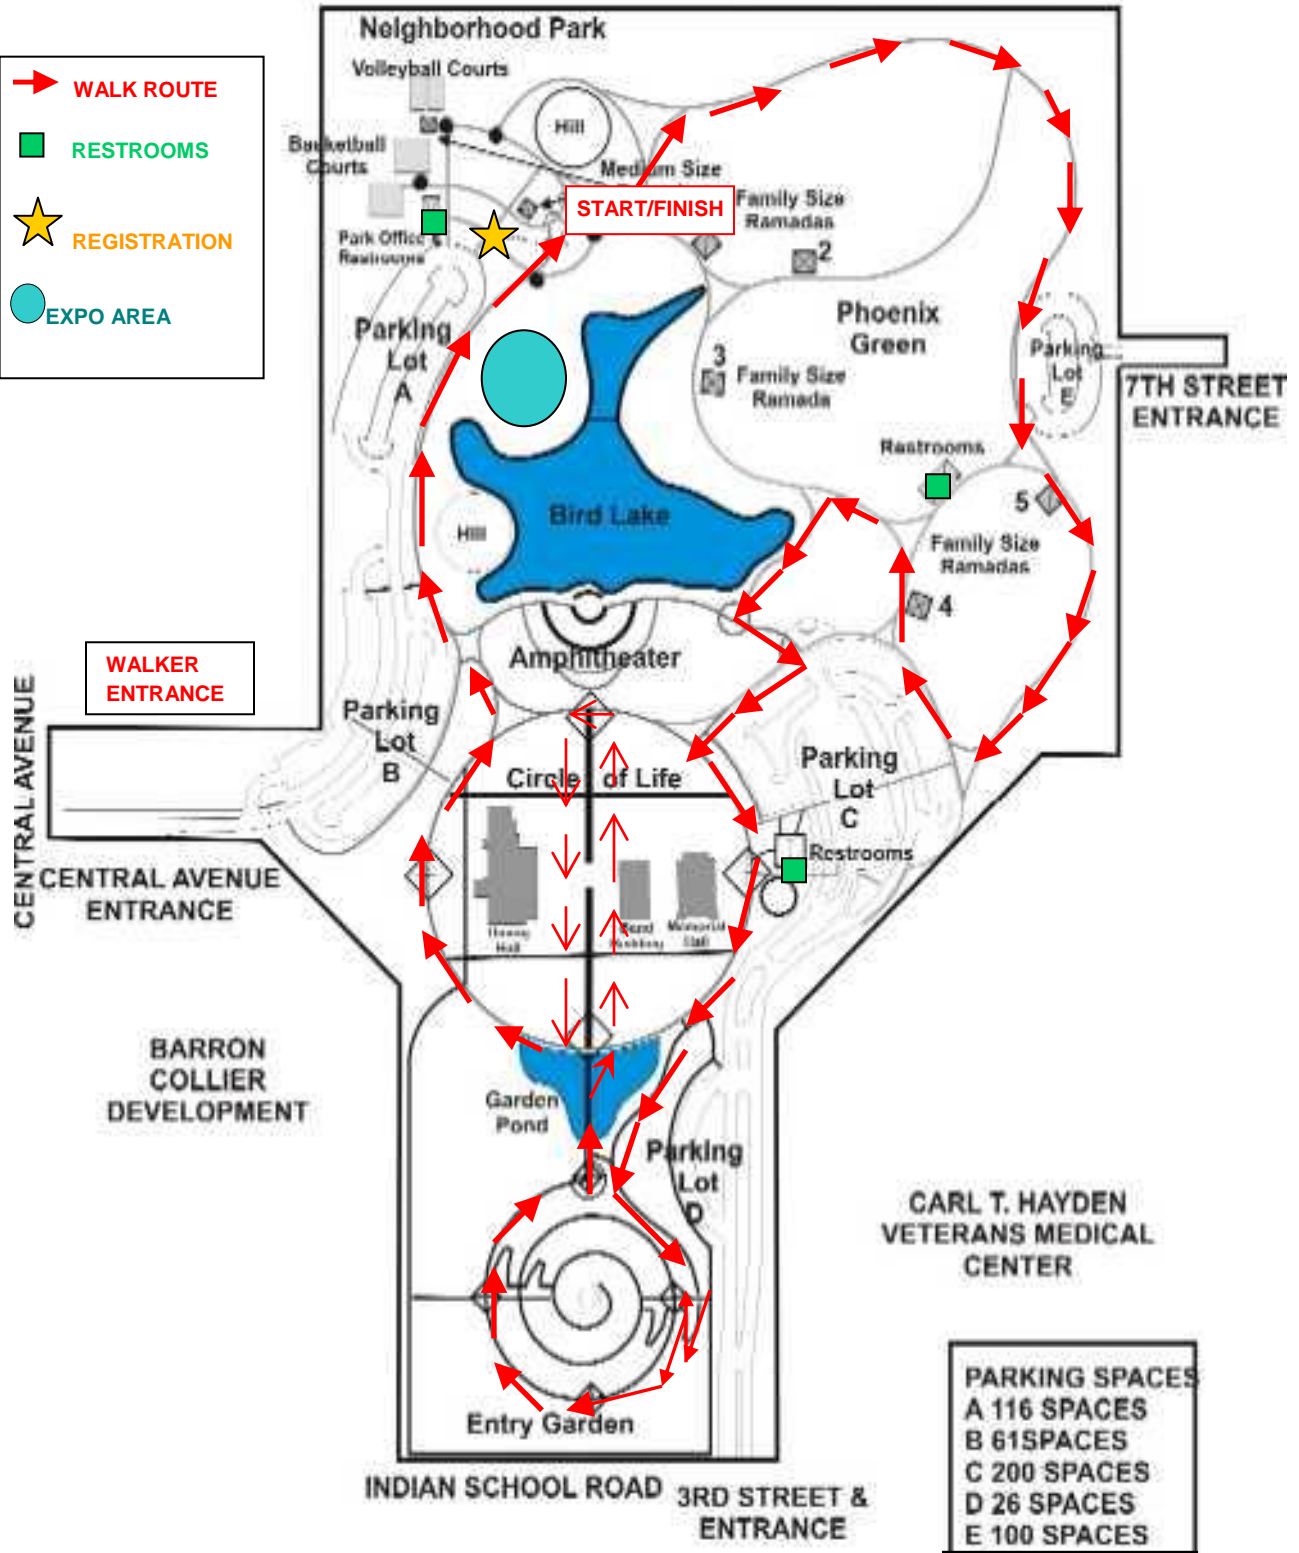 Neighborhood Park
Volleyball Courts
WALK ROUTE
RESTROOMS
REGISTRATION
EXPO AREA
Hill
Basketball
Courts
Medium Size
START/FINISH
Family Size
Ramadas
2
Park Office
Restrooms
Parking
Lot
A
Phoenix
Green
3
Family Size
Ramada
Parking
Lot
E
7TH STREET
ENTRANCE
Restrooms
5
Bird Lake
Hill
Family Size
Ramadas
4
WALKER
ENTRANCE
Amphitheater
CENTRAL AVENUE
Parking
Lot
B
Circle of Life
Parking
Lot
C
Restrooms
CENTRAL AVENUE
ENTRANCE
Hall
Memorial
Hall
BARRON
COLLIER
DEVELOPMENT
Garden
Pond
Parking
Lot
D
CARL T. HAYDEN
VETERANS MEDICAL
CENTER
Entry Garden
INDIAN SCHOOL ROAD
3RD STREET &
ENTRANCE
PARKING SPACES
A 116 SPACES
B 61SPACES
C 200 SPACES
D 26 SPACES
E 100 SPACES